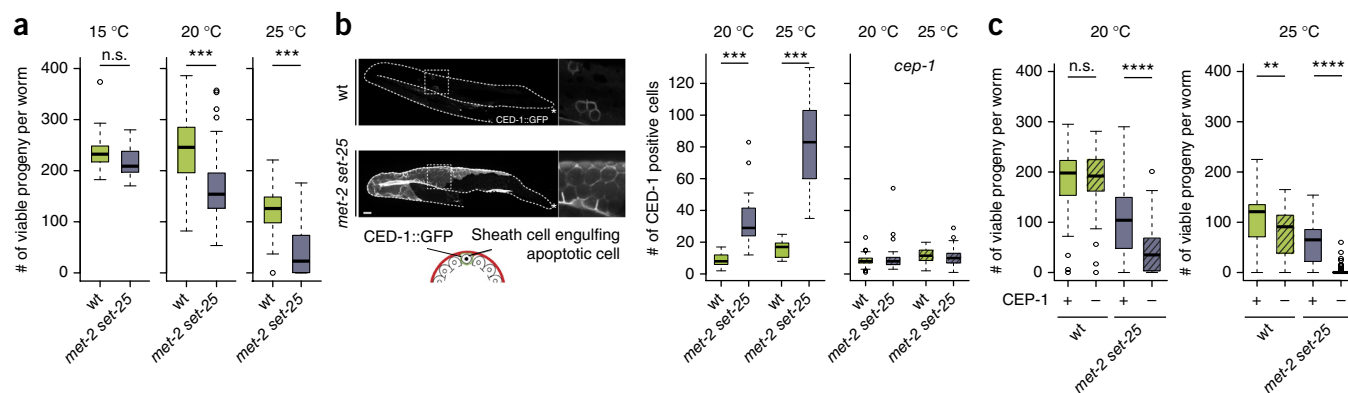 a
15 °C
20 °C
25 °C
n.s.
***
***
# of viable progeny per worm
400
300
200
100
0
wt
met-2 set-25
wt
met-2 set-25
wt
met-2 set-25
b
wt
CED-1::GFP
*
met-2 set-25
*
CED-1::GFP
Sheath cell engulfing
apoptotic cell
20 °C
25 °C
20 °C
25 °C
***
***
cep-1
# of CED-1 positive cells
120
100
80
60
40
20
0
wt
met-2 set-25
wt
met-2 set-25
wt
met-2 set-25
wt
met-2 set-25
c
20 °C
25 °C
n.s.
****
**
****
# of viable progeny per worm
400
300
200
100
0
# of viable progeny per worm
400
300
200
100
0
CEP-1
+
–
+
–
+
–
+
–
wt
met-2 set-25
wt
met-2 set-25